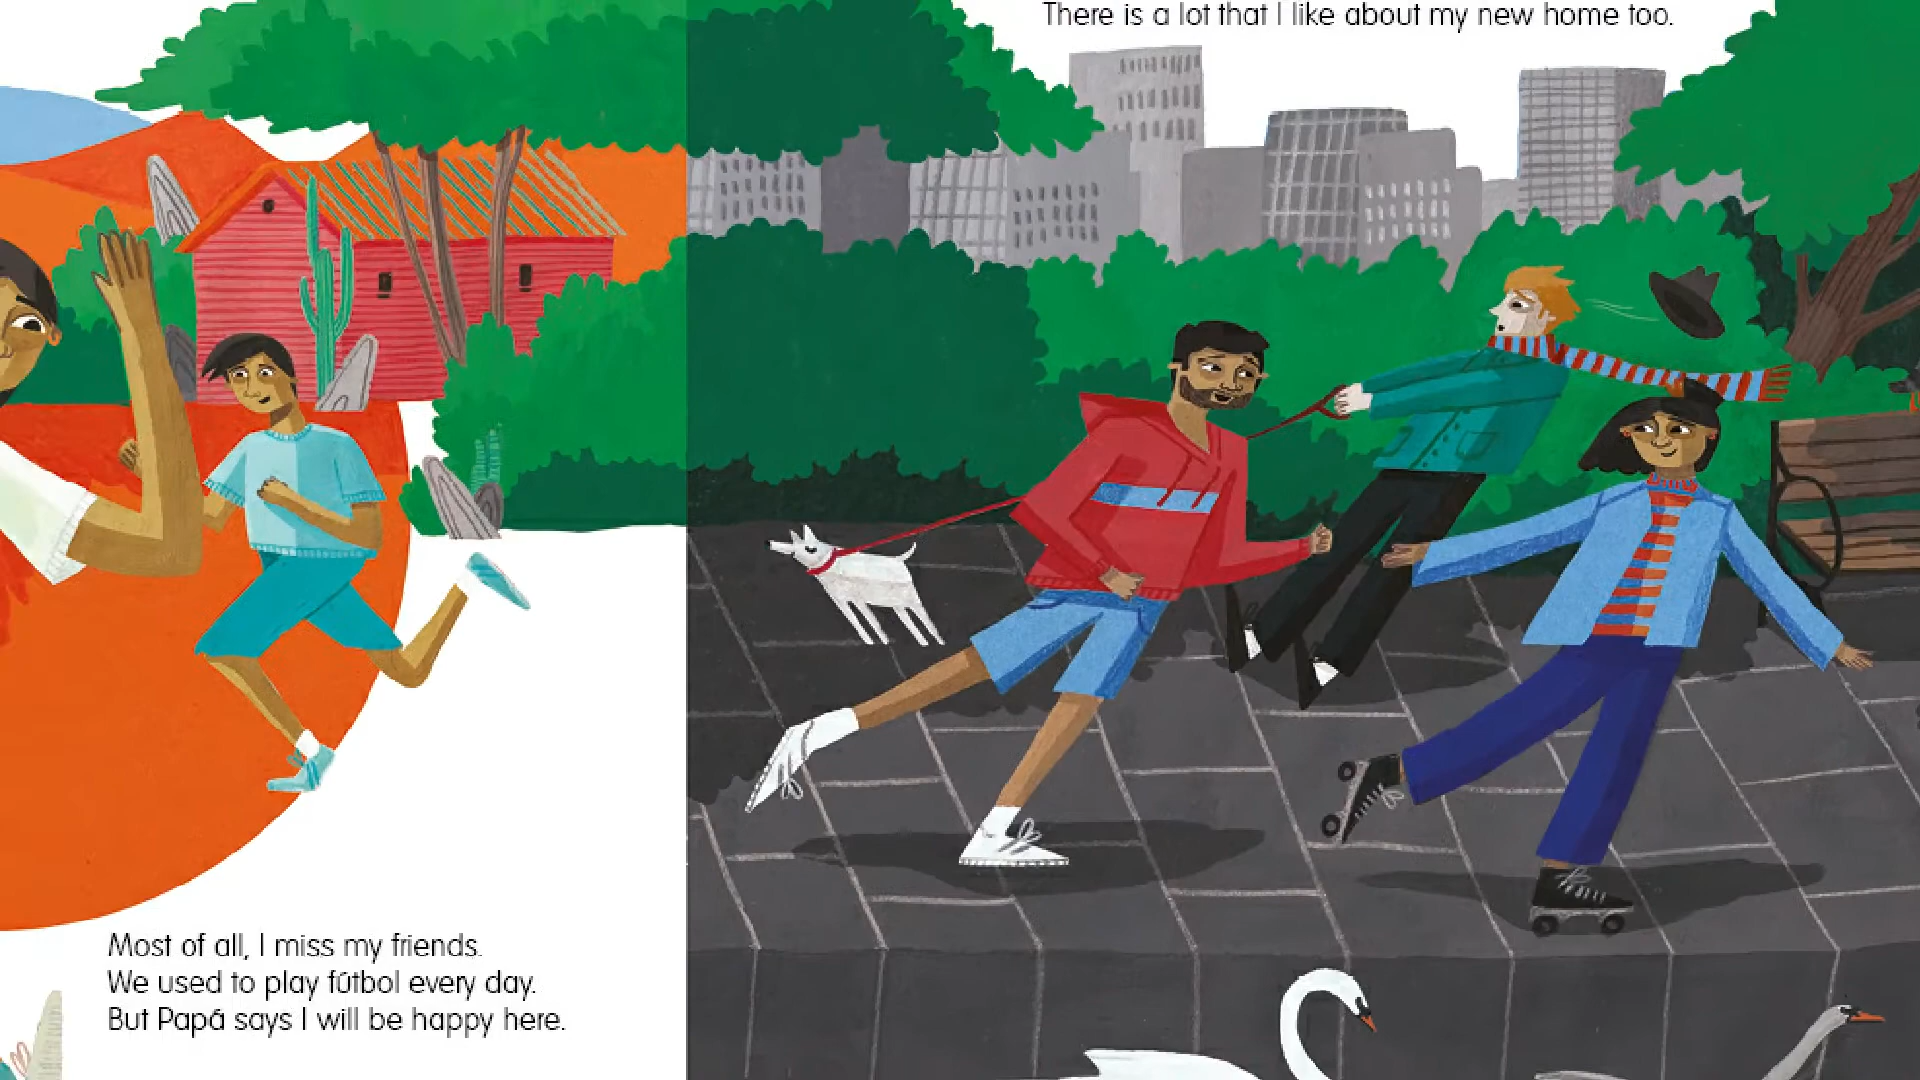 There is a lot that I like about my new home too.
Most of all, I miss my friends.
We used to play fútbol every day.
But Papá says I will be happy here.